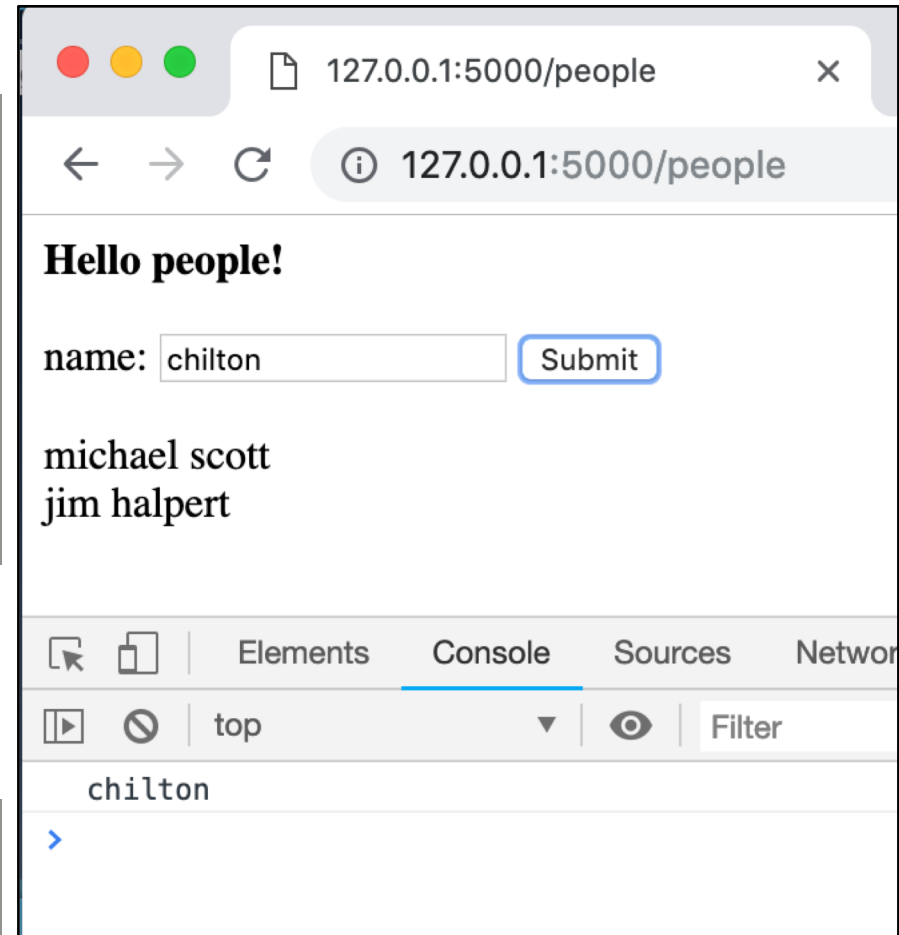 127.0.0.1:5000/people
127.0.0.1:5000/people
Hello people!
name: chilton Submit
michael scott
jim halpert
Elements Console Sources Networ
top Filter
chilton